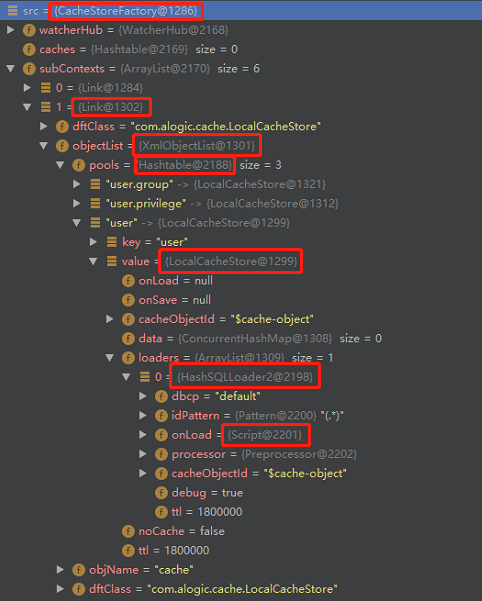 src = {CacheStoreFactory@1286}
watcherHub = {WatcherHub@2168}
caches = {Hashtable@2169} size = 0
subContexts = {ArrayList@2170} size = 6
0 = {Link@1284}
1 = {Link@1302}
dftClass = "com.alogic.cache.LocalCacheStore"
objectList = {XmlObjectList@1301}
pools = {Hashtable@2188} size = 3
"user.group" -> {LocalCacheStore@1321}
"user.privilege" -> {LocalCacheStore@1312}
"user" -> {LocalCacheStore@1299}
key = "user"
value = {LocalCacheStore@1299}
onLoad = null
onSave = null
cacheObjectId = "$cache-object"
data = {ConcurrentHashMap@1308} size = 0
loaders = {ArrayList@1309} size = 1
0 = {HashSQLLoader2@2198}
dbcp = "default"
idPattern = {Pattern@2200} "(.*)"
onLoad = {Script@2201}
processor = {Preprocessor@2202}
cacheObjectId = "$cache-object"
debug = true
ttl = 1800000
noCache = false
ttl = 1800000
objName = "cache"
dftClass = "com.alogic.cache.LocalCacheStore"